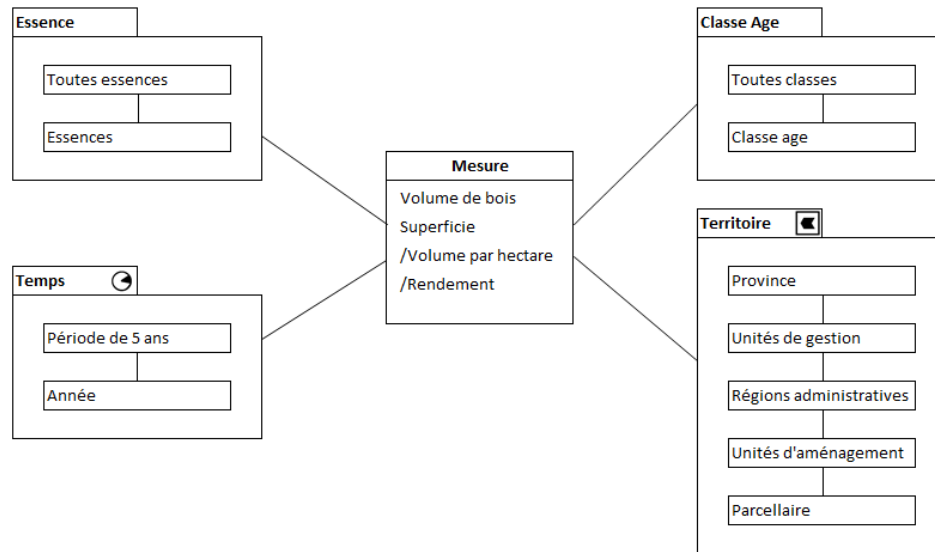 Essence
Toutes essences
Essences
Temps
Période de 5 ans
Année
Mesure
Volume de bois
Superficie
/Volume par hectare
/Rendement
Classe Age
Toutes classes
Classe age
Territoire
Province
Unités de gestion
Régions administratives
Unités d'aménagement
Parcellaire